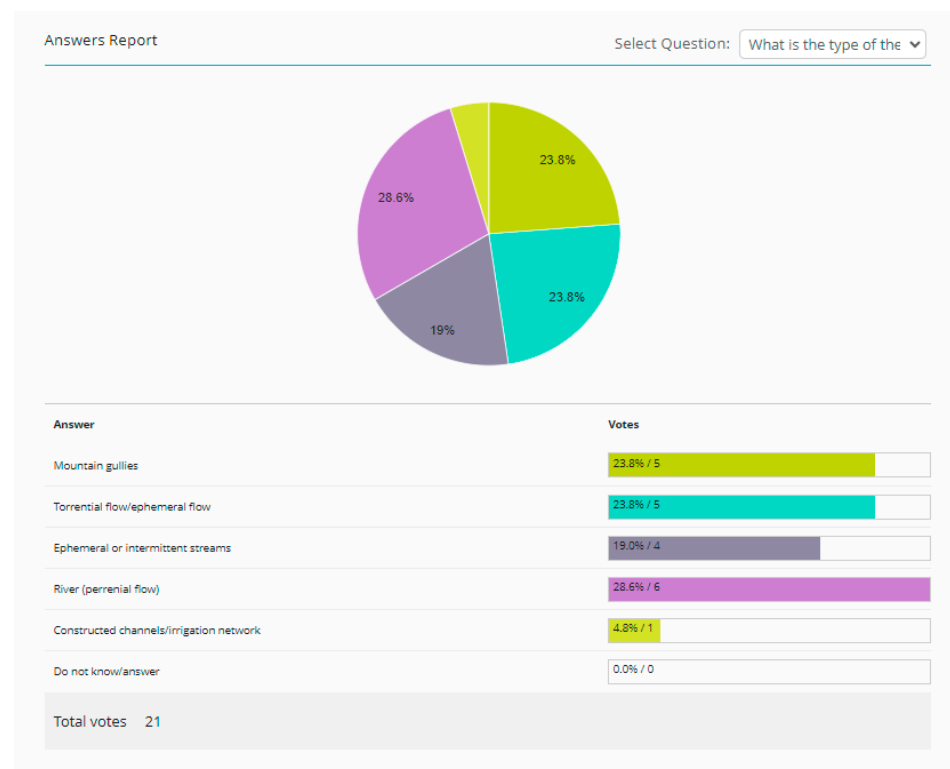 Answers Report
Select Question: What is the type of the
23.8%
28.6%
23.8%
19%
Answer Votes
Mountain gullies 23.8% / 5
Torrential flow/ephemeral flow 23.8% / 5
Ephemeral or intermittent streams 19.0% / 4
River (perrenial flow) 28.6% / 6
Constructed channels/irrigation network 4.8% / 1
Do not know/answer 0.0% / 0
Total votes 21